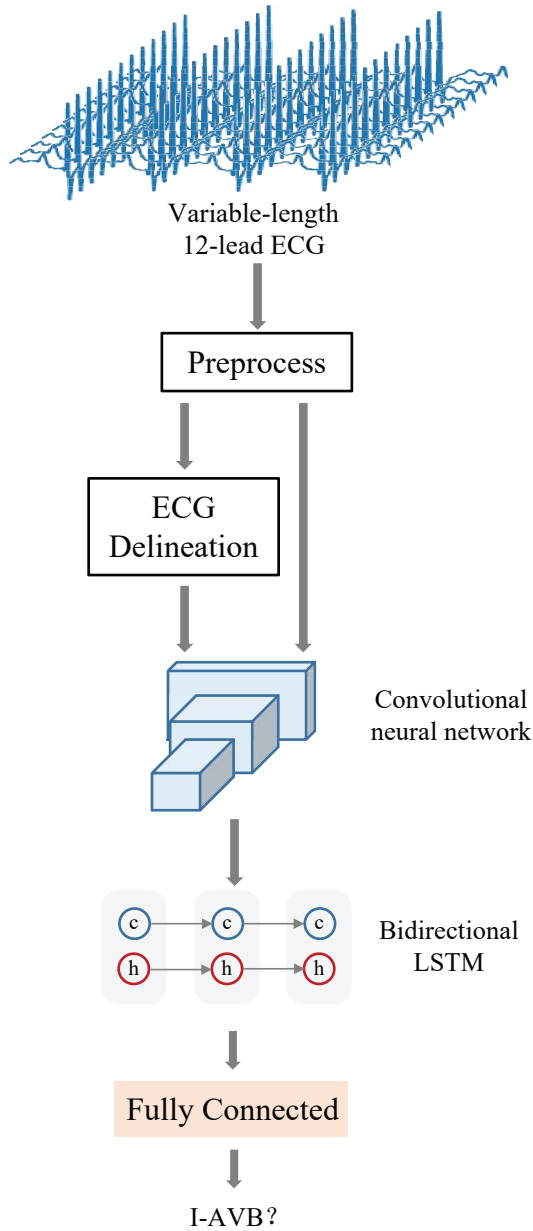 Variable-length
12-lead ECG
Preprocess
ECG
Delineation
Convolutional
neural network
c c c
h h h
Bidirectional
LSTM
Fully Connected
I-AVB？